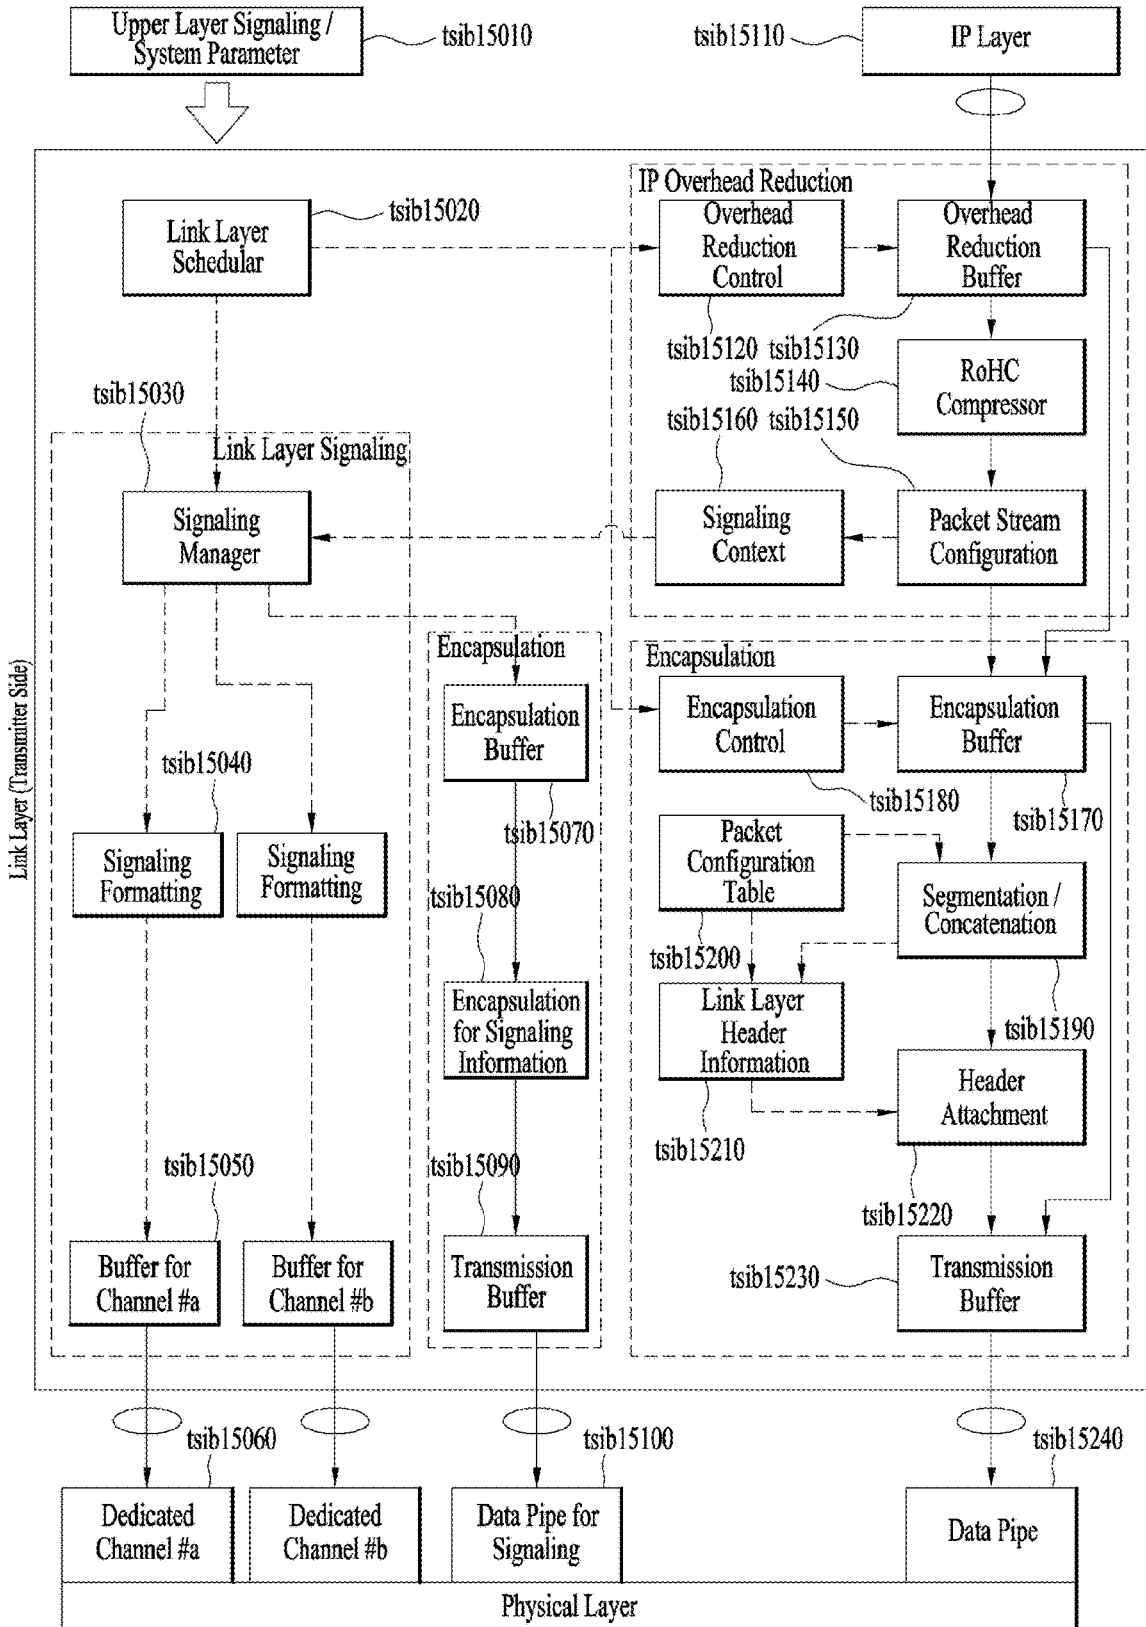 Upper Layer Signaling /
System Parameter
tsib15010
tsib15110
IP Layer
Link Layer (Transmitter Side)
Link Layer
Schedular
tsib15020
IP Overhead Reduction
Overhead
Reduction
Control
Overhead
Reduction
Buffer
tsib15120
tsib15130
tsib15140
RoHC
Compressor
tsib15030
tsib15160
tsib15150
Link Layer Signaling
Signaling
Manager
Signaling
Context
Packet Stream
Configuration
Encapsulation
Encapsulation
Buffer
tsib15070
Encapsulation
Encapsulation
Control
Encapsulation
Buffer
tsib15180
tsib15170
tsib15040
Signaling
Formatting
Signaling
Formatting
Packet
Configuration
Table
tsib15200
Segmentation /
Concatenation
tsib15190
tsib15080
Encapsulation
for Signaling
Information
Link Layer
Header
Information
tsib15210
Header
Attachment
tsib15220
tsib15050
tsib15090
Buffer for
Channel #a
Buffer for
Channel #b
Transmission
Buffer
tsib15230
Transmission
Buffer
tsib15060
tsib15100
tsib15240
Dedicated
Channel #a
Dedicated
Channel #b
Data Pipe for
Signaling
Data Pipe
Physical Layer